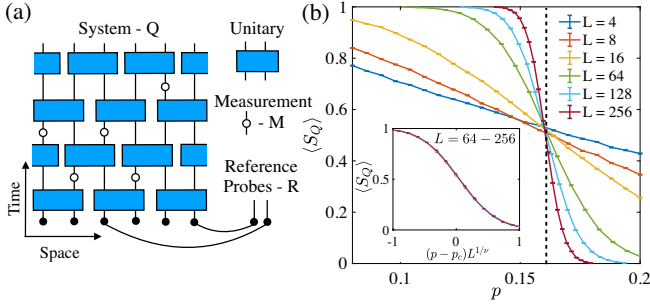 (a)
System - Q
Unitary
Measurement
- M
Reference
Probes - R
Time
Space
(b)
1
0.8
0.6
0.4
0.2
0
⟨S_Q⟩
0.1
0.15
0.2
p
L = 4
L = 8
L = 16
L = 64
L = 128
L = 256
L = 64 − 256
1
0.5
0
⟨S_Q⟩
-1
0
1
(p − p_c)L^{1/ν}